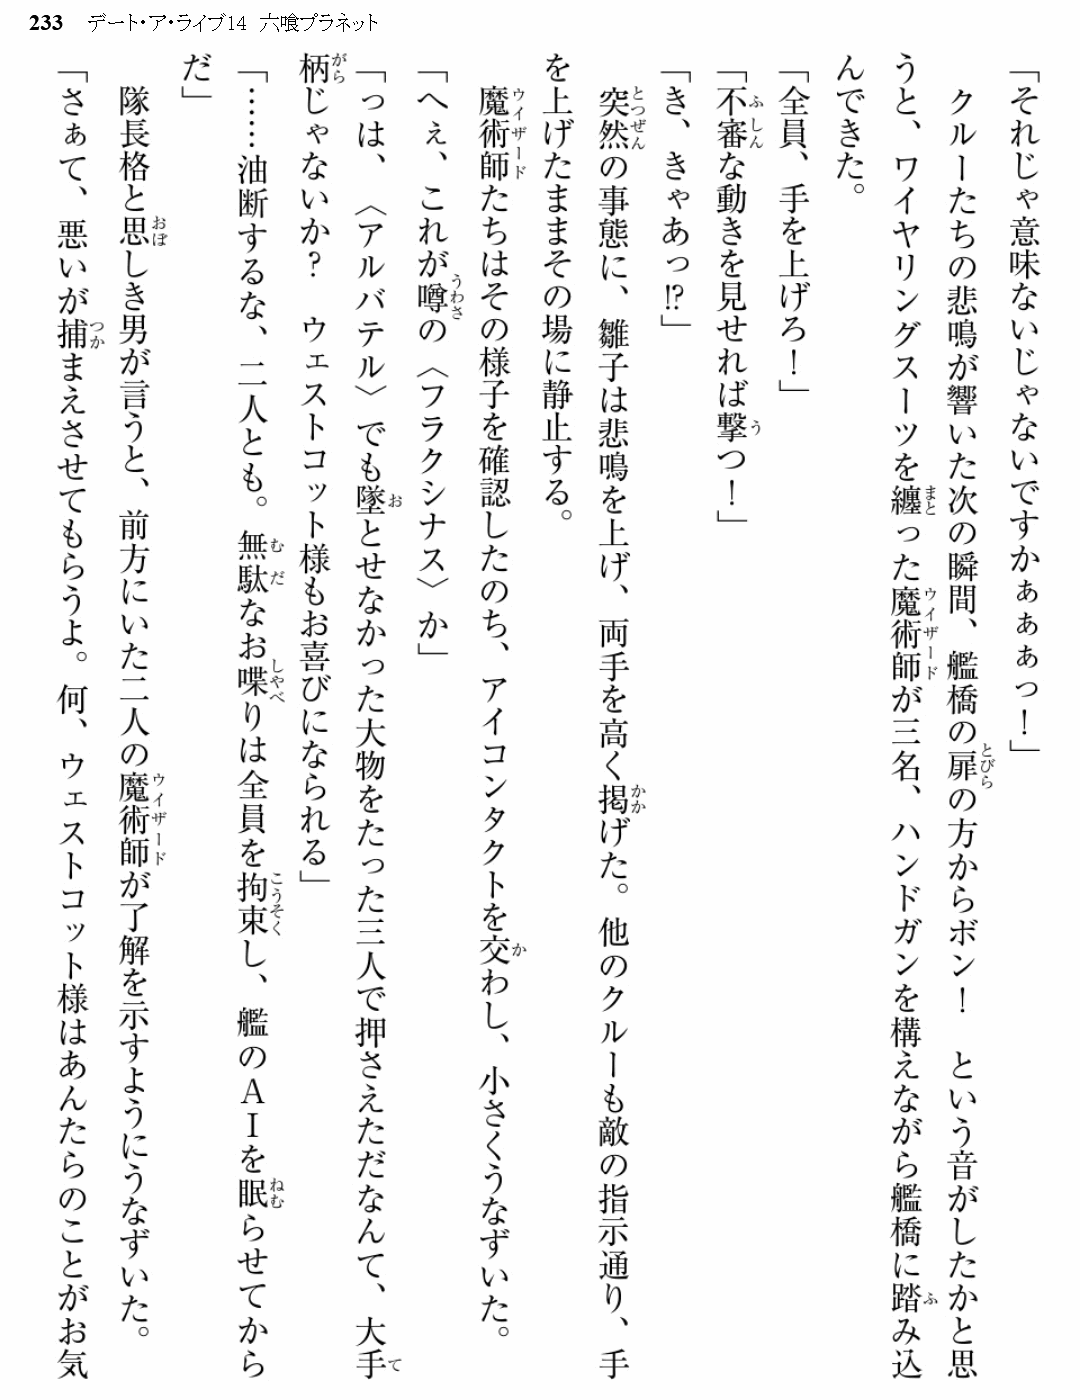 233 デート・ア・ライブ14 六喰プラネット
「それじゃ意味ないじゃないですかぁぁぁっ！」
クルーたちの悲鳴が響いた次の瞬間、艦橋の扉の方からボン！　という音がしたかと思
うと、ワイヤリングスーツを纏った魔術師が三名、ハンドガンを構えながら艦橋に踏み込
んできた。
「全員、手を上げろ！」
「不審な動きを見せれば撃つ！」
「き、きゃあっ!?」
突然の事態に、雛子は悲鳴を上げ、両手を高く掲げた。他のクルーも敵の指示通り、手
を上げたままその場に静止する。
魔術師たちはその様子を確認したのち、アイコンタクトを交わし、小さくうなずいた。
「へぇ、これが噂の〈フラクシナス〉か」
「っは、〈アルバテル〉でも墜とせなかった大物をたった三人で押さえただなんて、大手
柄じゃないか？　ウェストコット様もお喜びになられる」
「……油断するな、二人とも。無駄なお喋りは全員を拘束し、艦のＡＩを眠らせてから
だ」
隊長格と思しき男が言うと、前方にいた二人の魔術師が了解を示すようにうなずいた。
「さぁて、悪いが捕まえさせてもらうよ。何、ウェストコット様はあんたらのことがお気